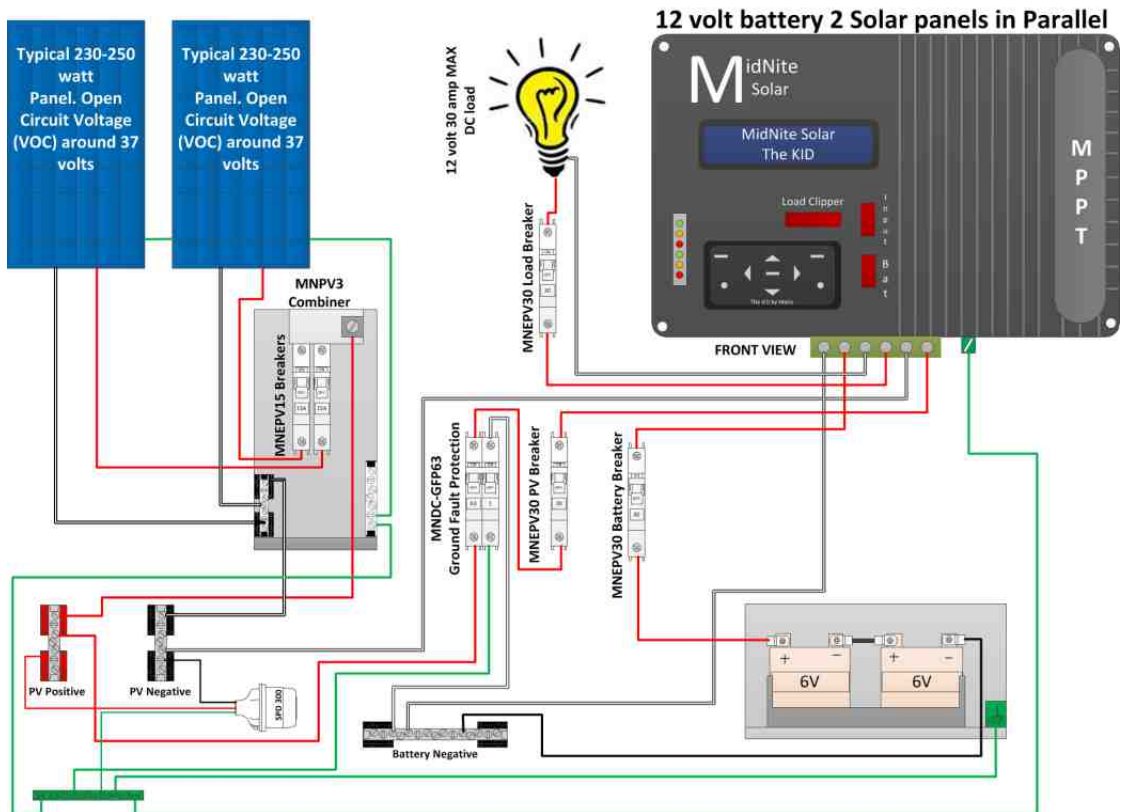 12 volt battery 2 Solar panels in Parallel
Typical 230-250
watt
Panel. Open
Circuit Voltage
(VOC) around 37
volts
Typical 230-250
watt
Panel. Open
Circuit Voltage
(VOC) around 37
volts
12 volt 30 amp MAX
DC load
MidNite
Solar
MidNite Solar
The KID
MPPT
Load Clipper
Input
Bat
FRONT VIEW
MNEPV30 Load Breaker
MNPV3
Combiner
MNEPV15 Breakers
15A
15A
MNDC-GFP63
Ground Fault Protection
MNEPV30 PV Breaker
MNEPV30 Battery Breaker
PV Positive
PV Negative
SPD 300
Battery Negative
+
-
+
-
6V
6V